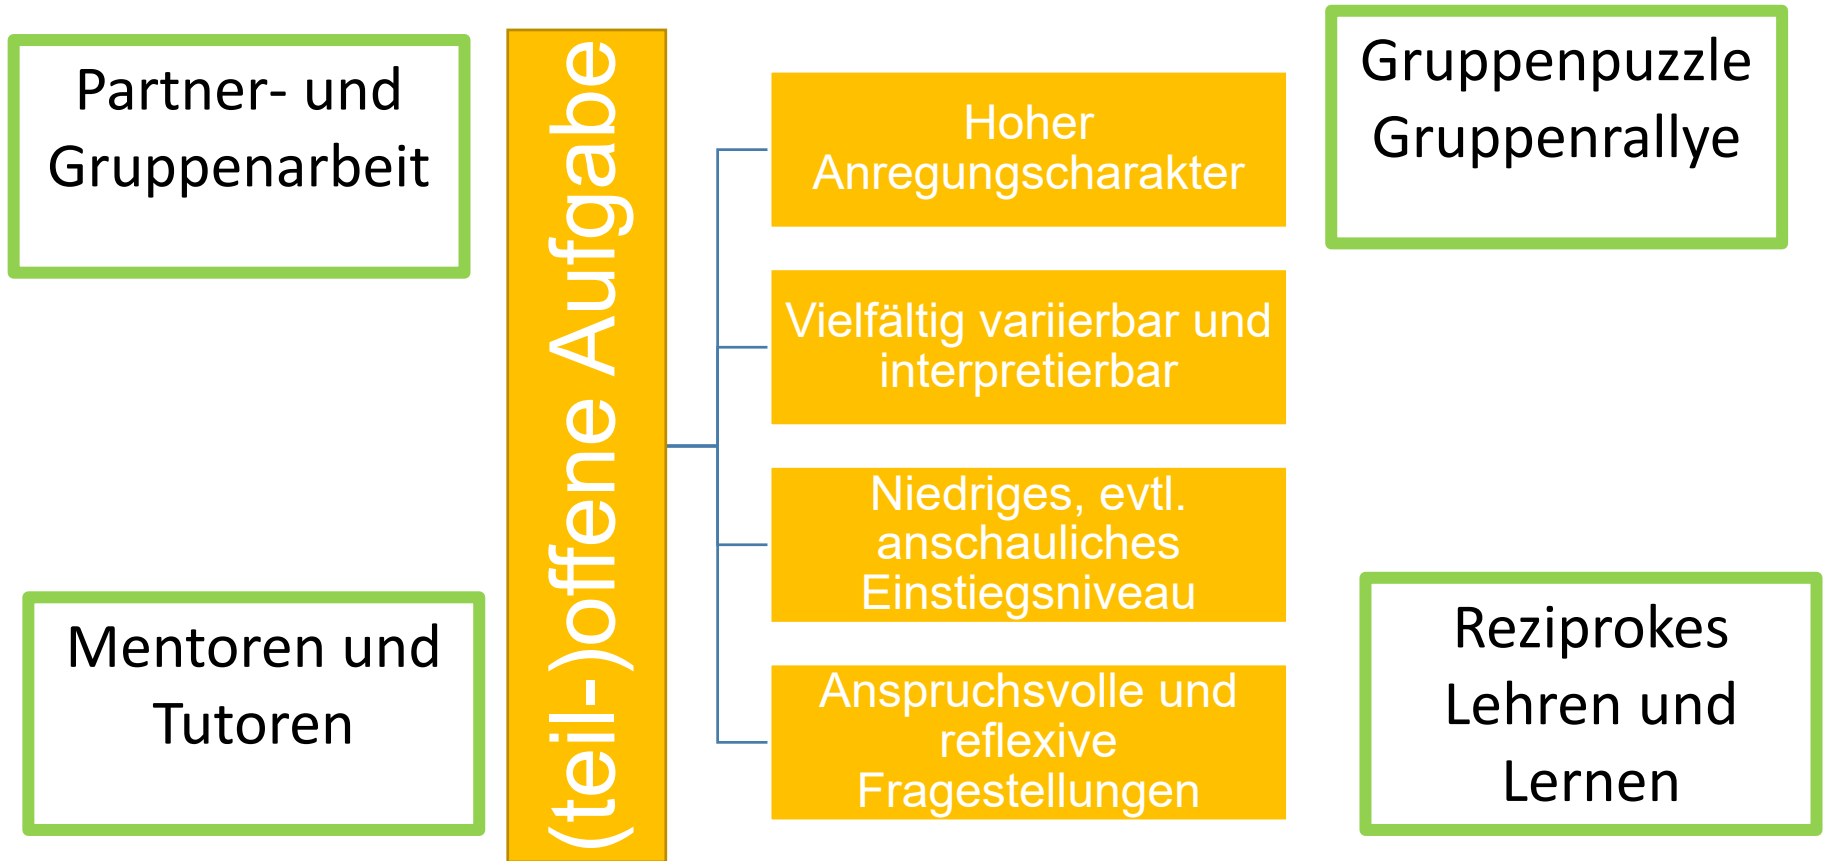 Partner- und
Gruppenarbeit
(teil-)offene Aufgabe
Hoher
Anregungscharakter
Vielfältig variierbar und
interpretierbar
Niedriges, evtl.
anschauliches
Einstiegsniveau
Anspruchsvolle und
reflexive
Fragestellungen
Gruppenpuzzle
Gruppenrallye
Mentoren und
Tutoren
Reziprokes
Lehren und
Lernen